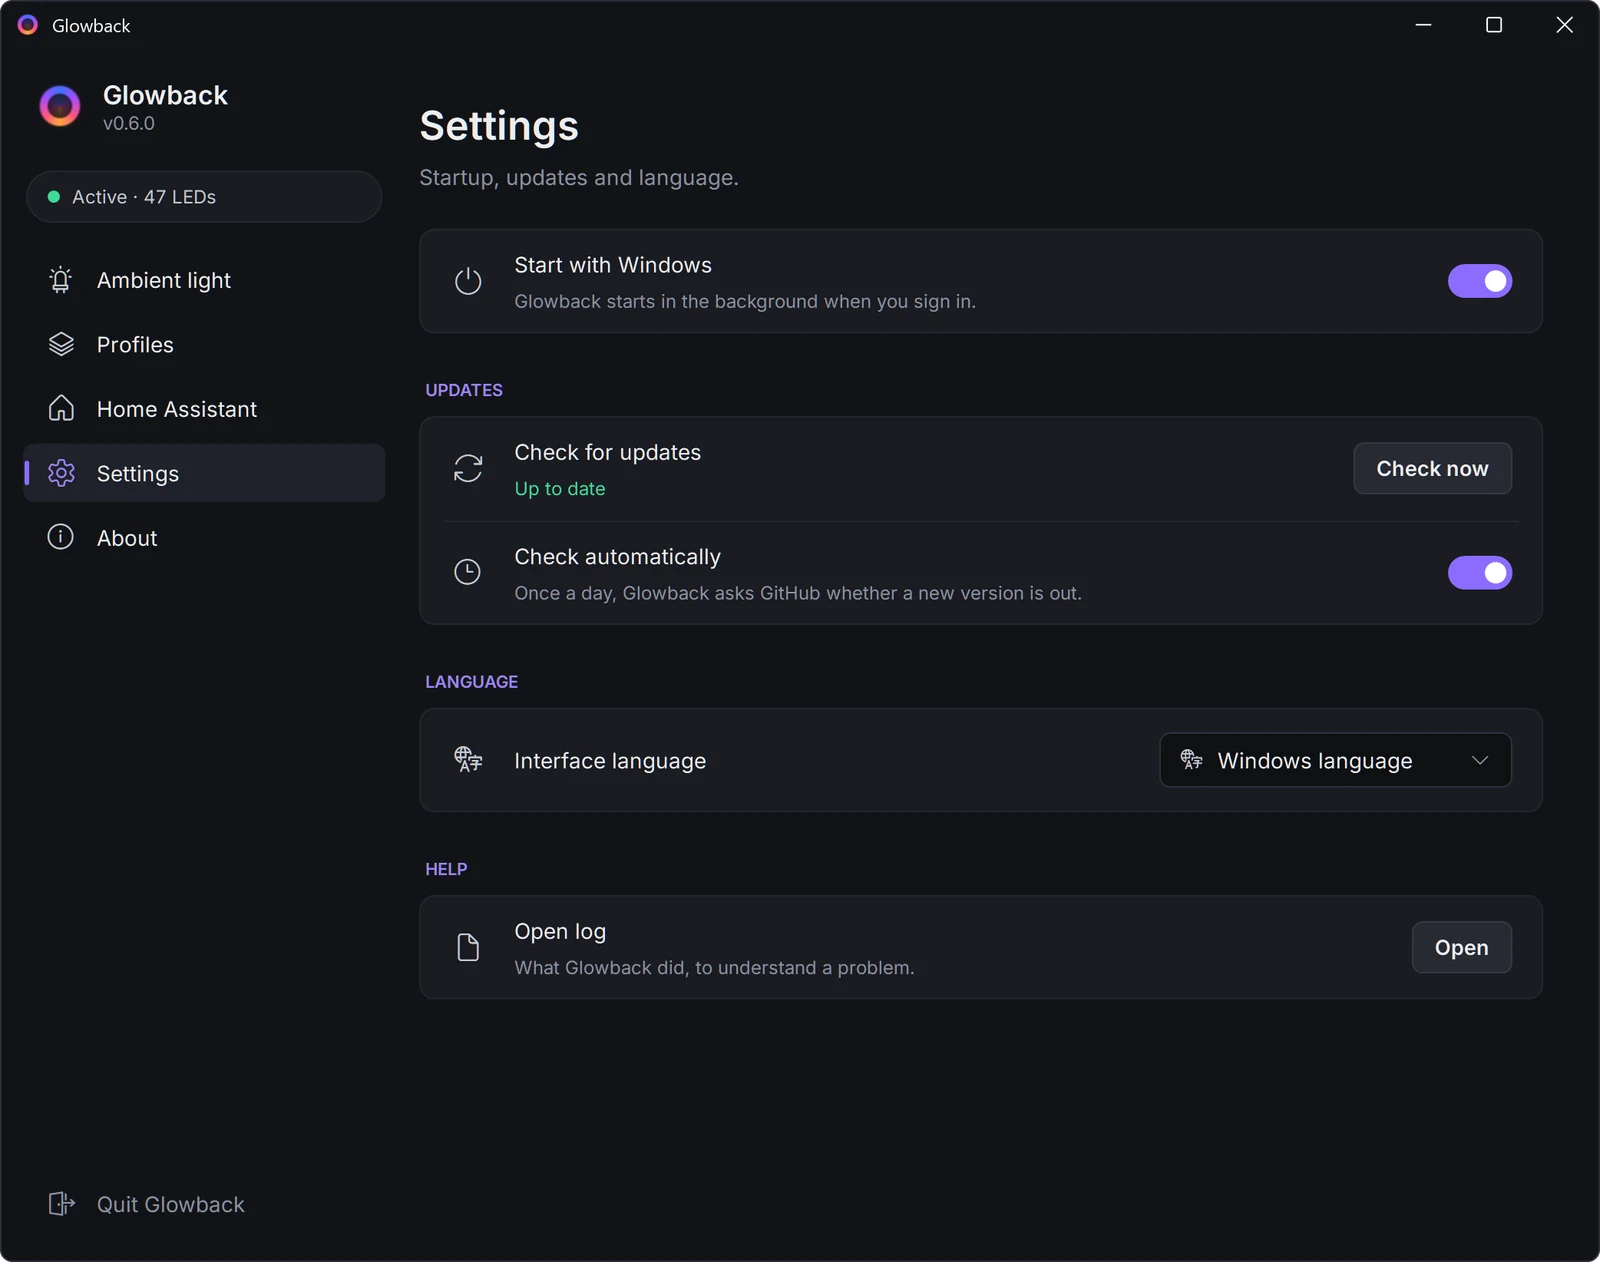 Glowback
Glowback
v0.6.0
Active · 47 LEDs
Ambient light
Profiles
Home Assistant
Settings
About
Quit Glowback
Settings
Startup, updates and language.
Start with Windows
Glowback starts in the background when you sign in.
UPDATES
Check for updates
Up to date
Check now
Check automatically
Once a day, Glowback asks GitHub whether a new version is out.
LANGUAGE
Interface language
Windows language
HELP
Open log
What Glowback did, to understand a problem.
Open